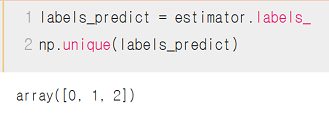 1 labels_predict = estimator.labels_
2 np.unique(labels_predict)
array([0, 1, 2])